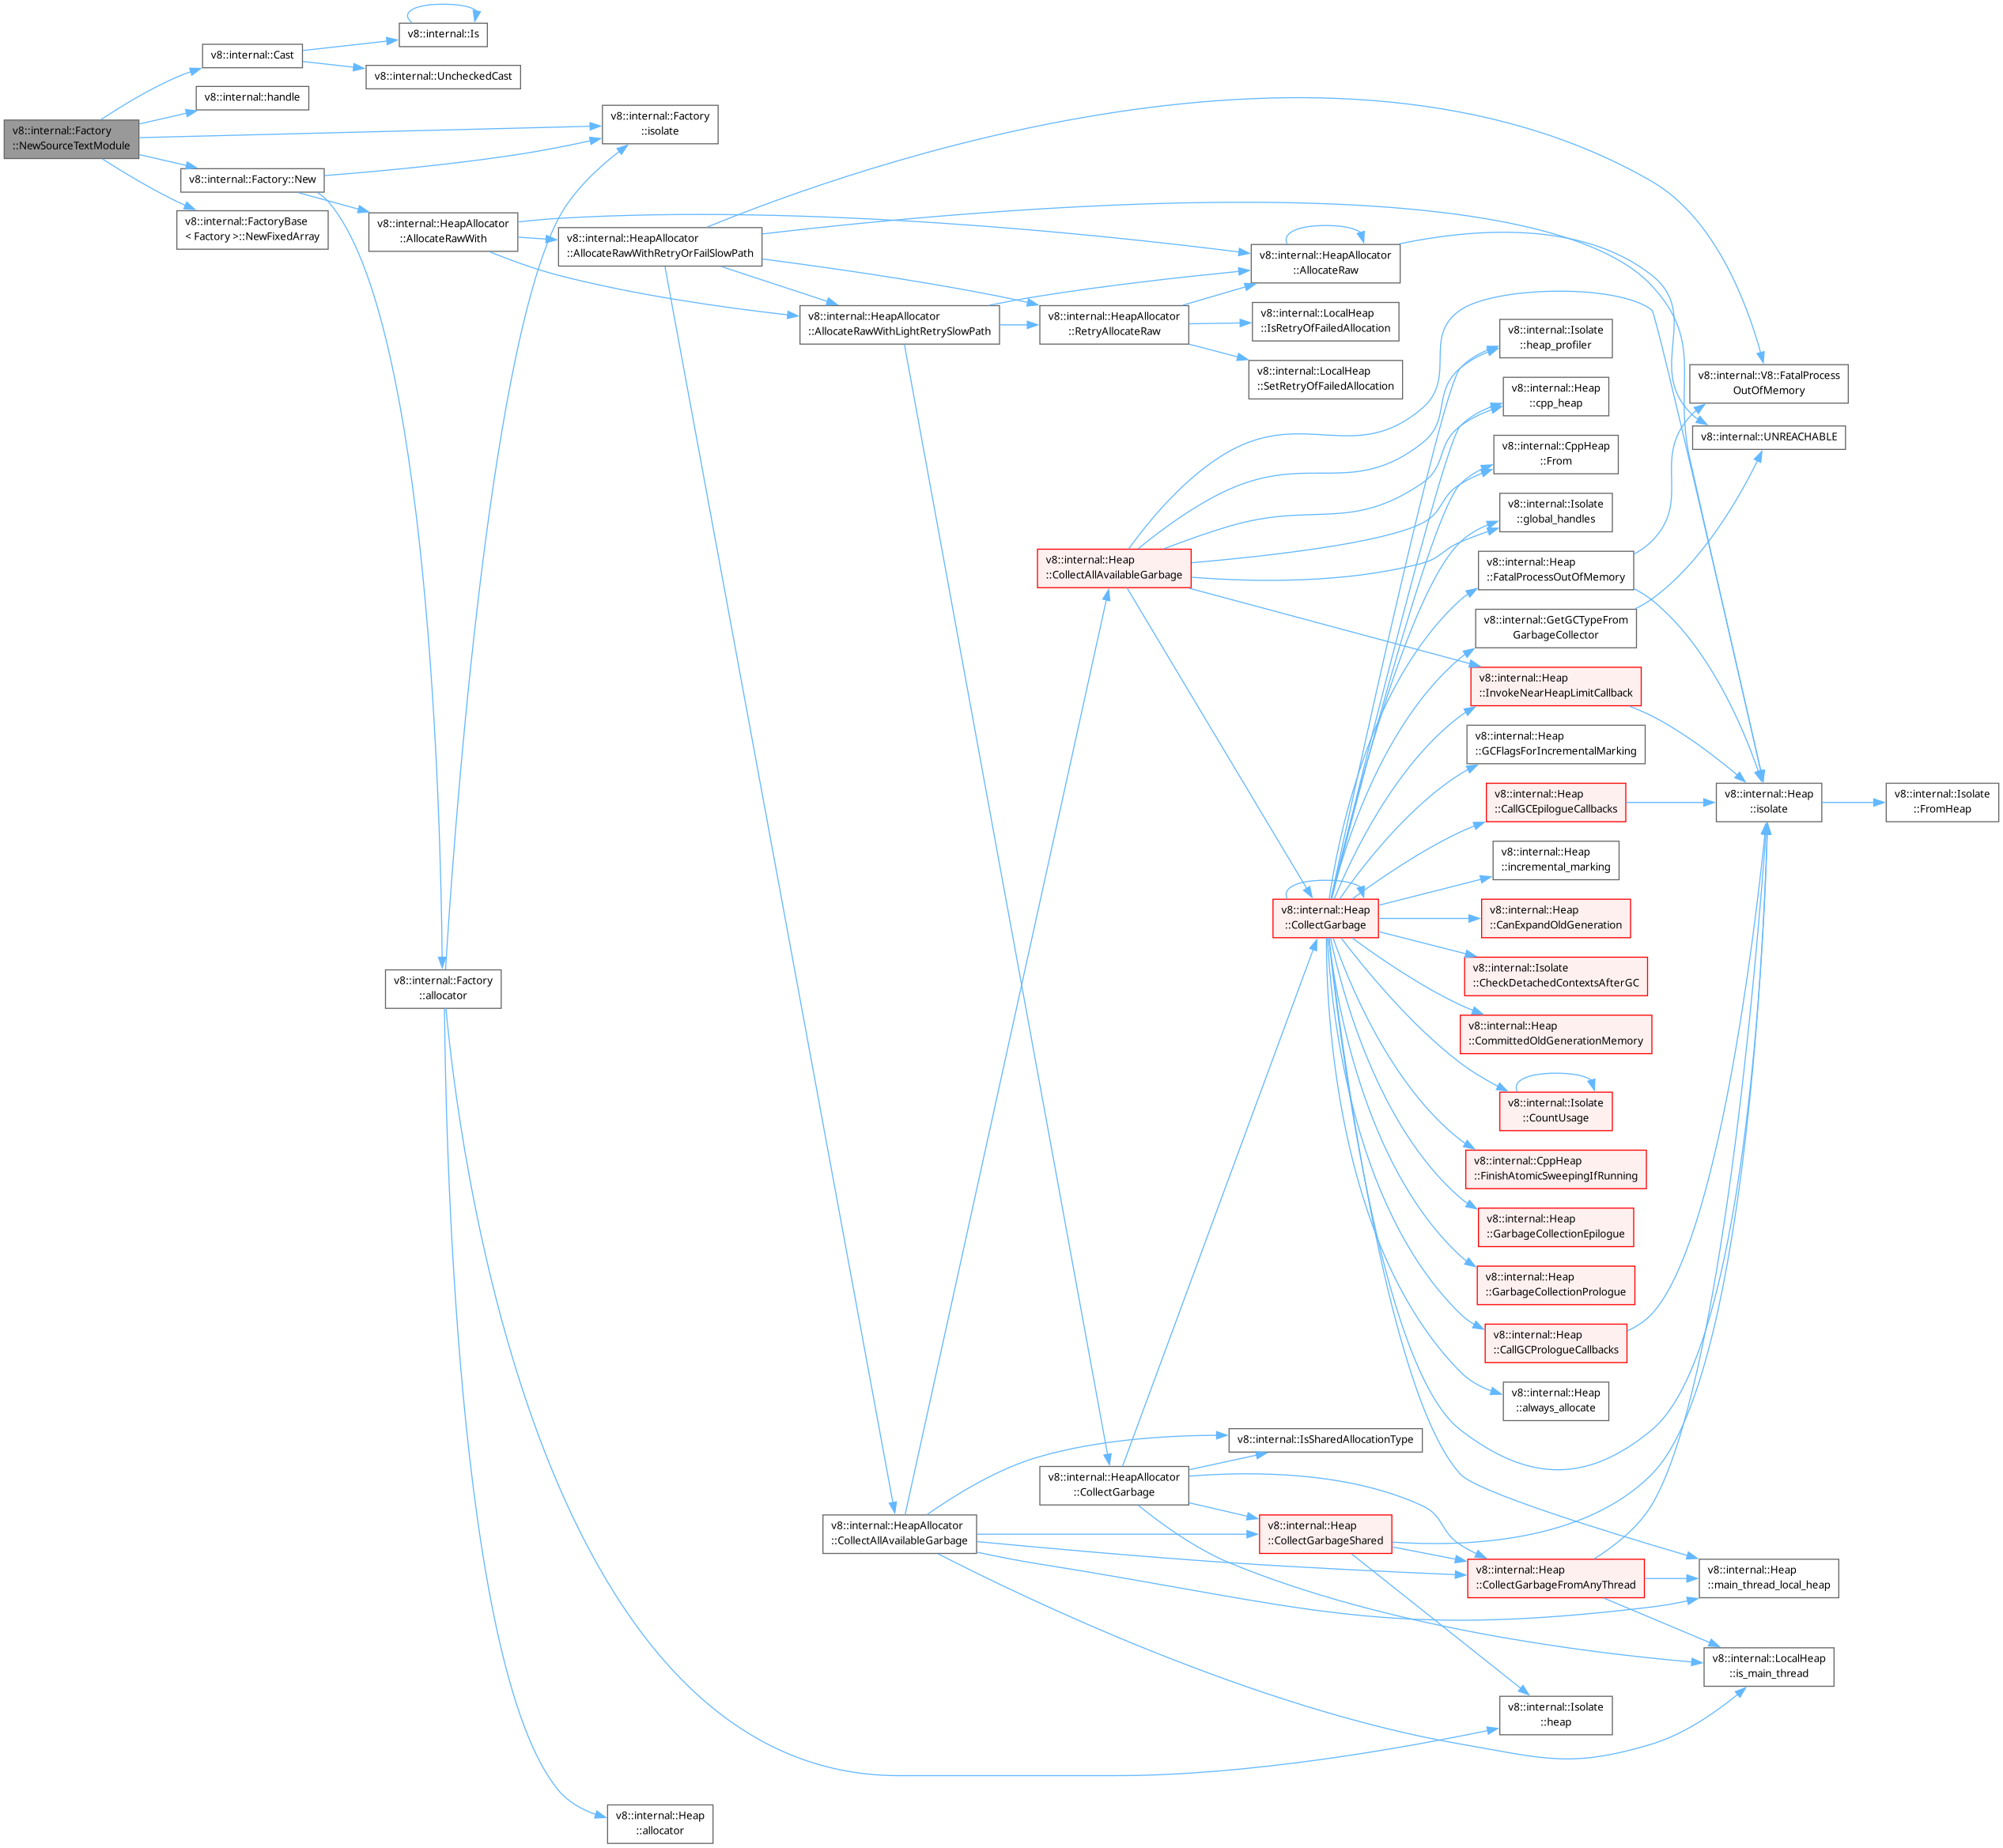 v8::internal::Factory
::NewSourceTextModule
v8::internal::Cast
v8::internal::Is
v8::internal::UncheckedCast
v8::internal::handle
v8::internal::Factory
::isolate
v8::internal::Factory::New
v8::internal::FactoryBase
< Factory >::NewFixedArray
v8::internal::HeapAllocator
::AllocateRawWith
v8::internal::HeapAllocator
::AllocateRawWithRetryOrFailSlowPath
v8::internal::HeapAllocator
::AllocateRaw
v8::internal::HeapAllocator
::AllocateRawWithLightRetrySlowPath
v8::internal::HeapAllocator
::RetryAllocateRaw
v8::internal::LocalHeap
::IsRetryOfFailedAllocation
v8::internal::LocalHeap
::SetRetryOfFailedAllocation
v8::internal::Isolate
::heap_profiler
v8::internal::Heap
::cpp_heap
v8::internal::CppHeap
::From
v8::internal::Isolate
::global_handles
v8::internal::V8::FatalProcess
OutOfMemory
v8::internal::UNREACHABLE
v8::internal::Heap
::CollectAllAvailableGarbage
v8::internal::Heap
::FatalProcessOutOfMemory
v8::internal::GetGCTypeFrom
GarbageCollector
v8::internal::Heap
::InvokeNearHeapLimitCallback
v8::internal::Heap
::GCFlagsForIncrementalMarking
v8::internal::Heap
::CallGCEpilogueCallbacks
v8::internal::Heap
::isolate
v8::internal::Isolate
::FromHeap
v8::internal::Heap
::incremental_marking
v8::internal::Heap
::CollectGarbage
v8::internal::Heap
::CanExpandOldGeneration
v8::internal::Isolate
::CheckDetachedContextsAfterGC
v8::internal::Factory
::allocator
v8::internal::Heap
::CommittedOldGenerationMemory
v8::internal::Isolate
::CountUsage
v8::internal::CppHeap
::FinishAtomicSweepingIfRunning
v8::internal::Heap
::GarbageCollectionEpilogue
v8::internal::Heap
::GarbageCollectionPrologue
v8::internal::Heap
::CallGCPrologueCallbacks
v8::internal::Heap
::always_allocate
v8::internal::IsSharedAllocationType
v8::internal::HeapAllocator
::CollectGarbage
v8::internal::HeapAllocator
::CollectAllAvailableGarbage
v8::internal::Heap
::CollectGarbageShared
v8::internal::Heap
::CollectGarbageFromAnyThread
v8::internal::Heap
::main_thread_local_heap
v8::internal::LocalHeap
::is_main_thread
v8::internal::Isolate
::heap
v8::internal::Heap
::allocator